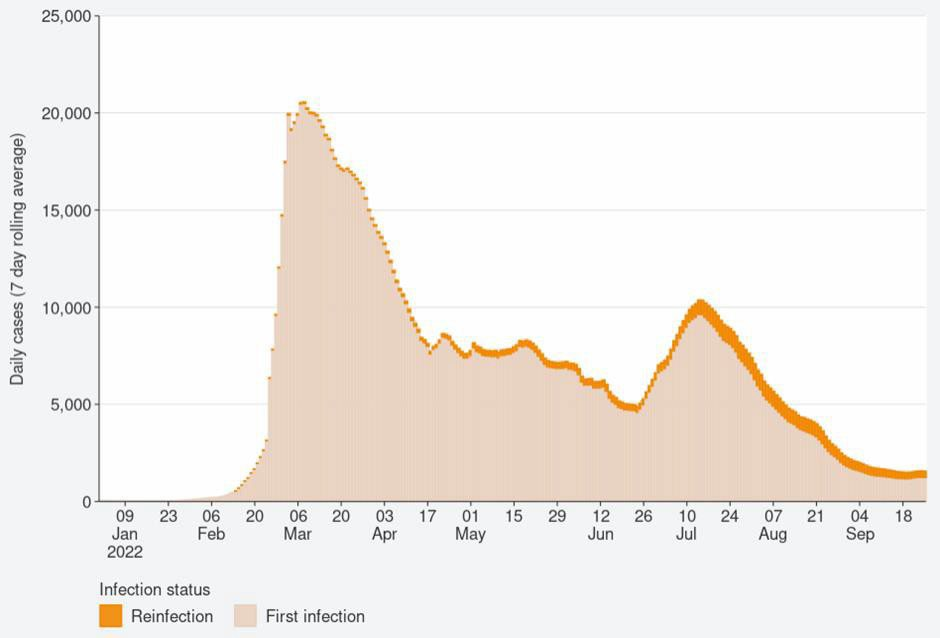 Daily cases (7 day rolling average)
25,000
20,000
15,000
10,000
5,000
0
09 23 06 20 06 20 03 17 01 15 29 12 26 10 24 07 21 04 18
Jan Feb Mar Apr May Jun Jul Aug Sep
2022
Infection status
Reinfection First infection